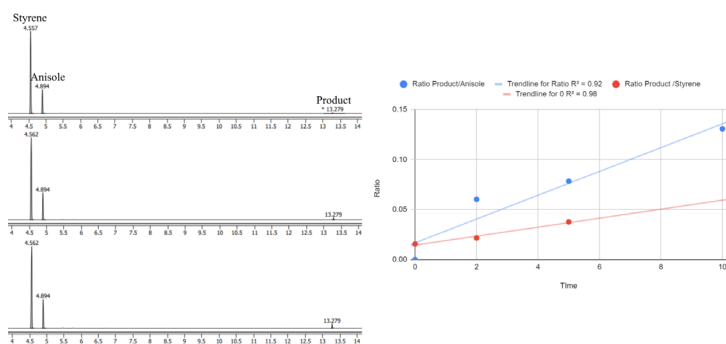 Styrene
4.557
Anisole
4.894
Product
* 13.279
4 4.5 5 5.5 6 6.5 7 7.5 8 8.5 9 9.5 10 10.5 11 11.5 12 12.5 13 13.5 14
4.562
4.894
13.279
4 4.5 5 5.5 6 6.5 7 7.5 8 8.5 9 9.5 10 10.5 11 11.5 12 12.5 13 13.5 14
4.562
4.894
13.279
4 4.5 5 5.5 6 6.5 7 7.5 8 8.5 9 9.5 10 10.5 11 11.5 12 12.5 13 13.5 14
Ratio Product/Anisole Trendline for Ratio R² = 0.92 Ratio Product /Styrene
Trendline for 0 R² = 0.98
0.15
0.10
0.05
0.00
Ratio
0 2 4 6 8 10
Time